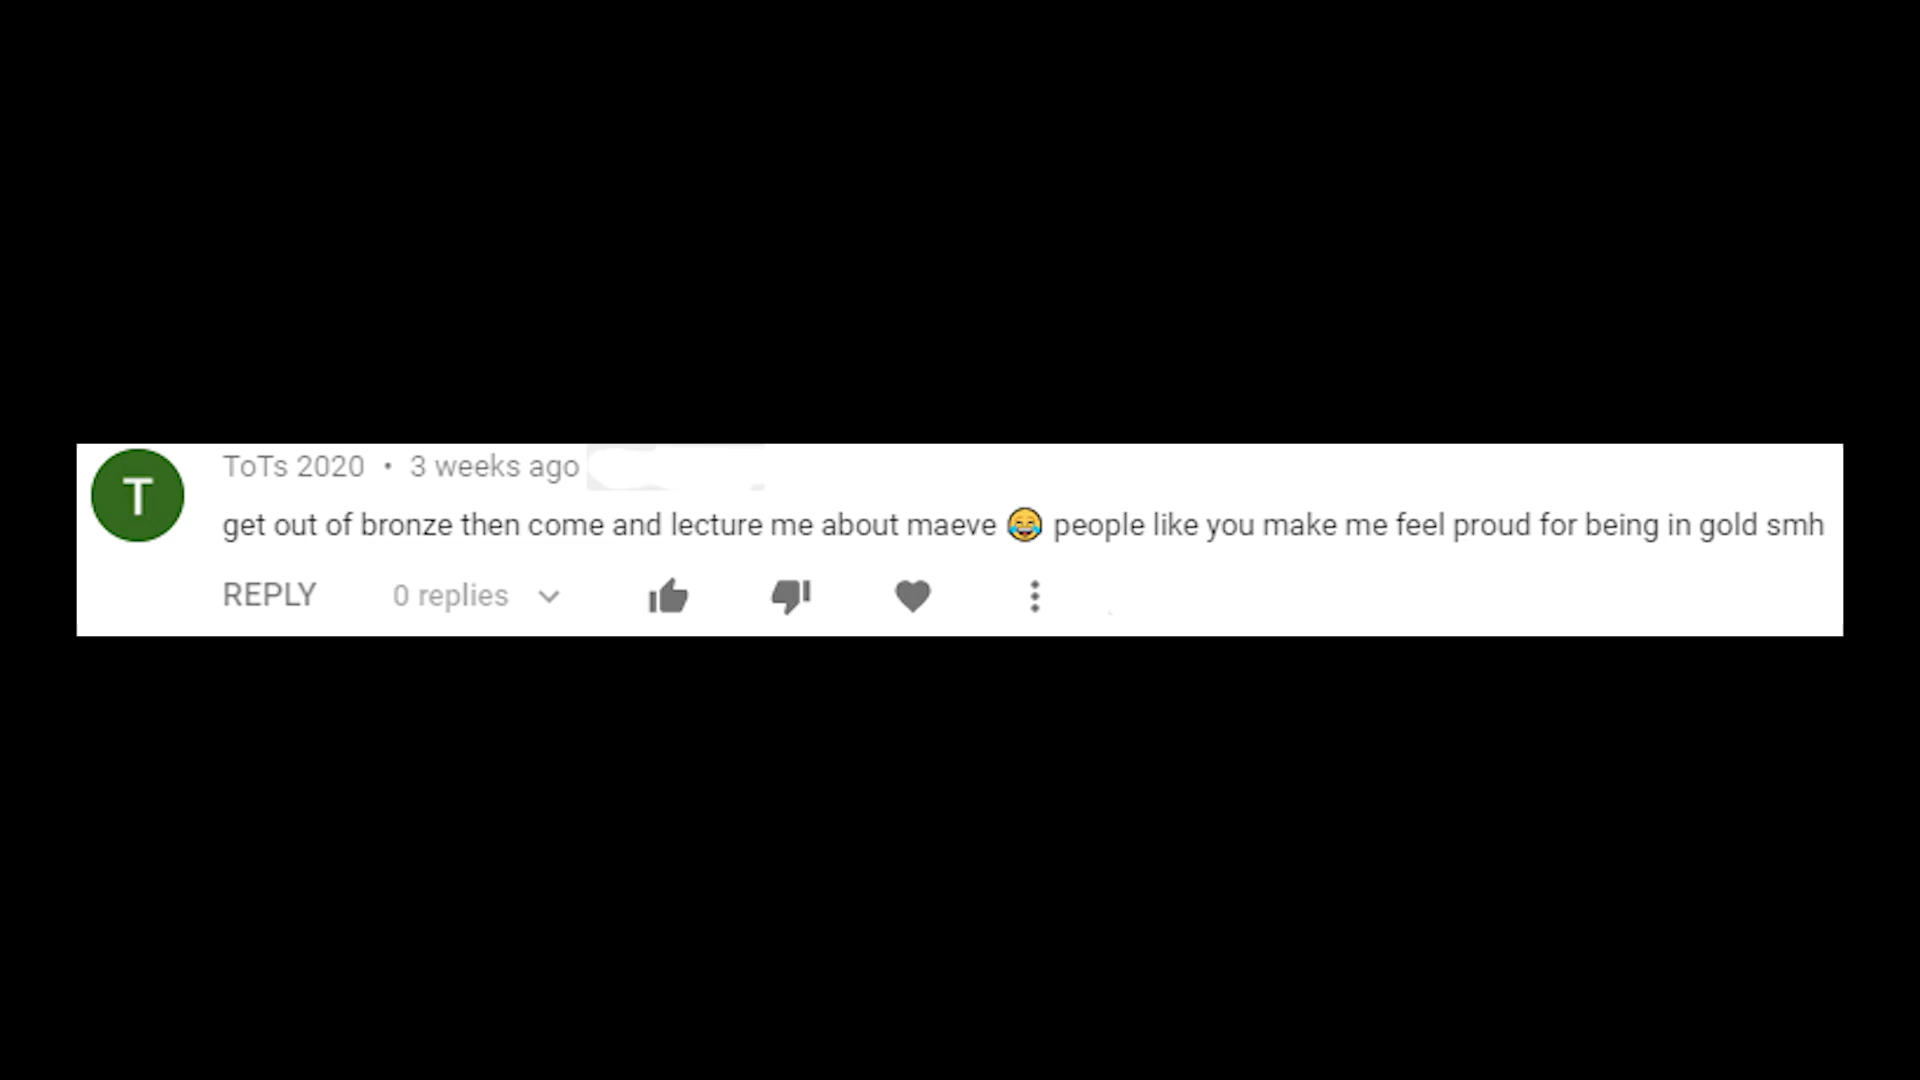 T
ToTs 2020 • 3 weeks ago
get out of bronze then come and lecture me about maeve 😂 people like you make me feel proud for being in gold smh
REPLY 0 replies